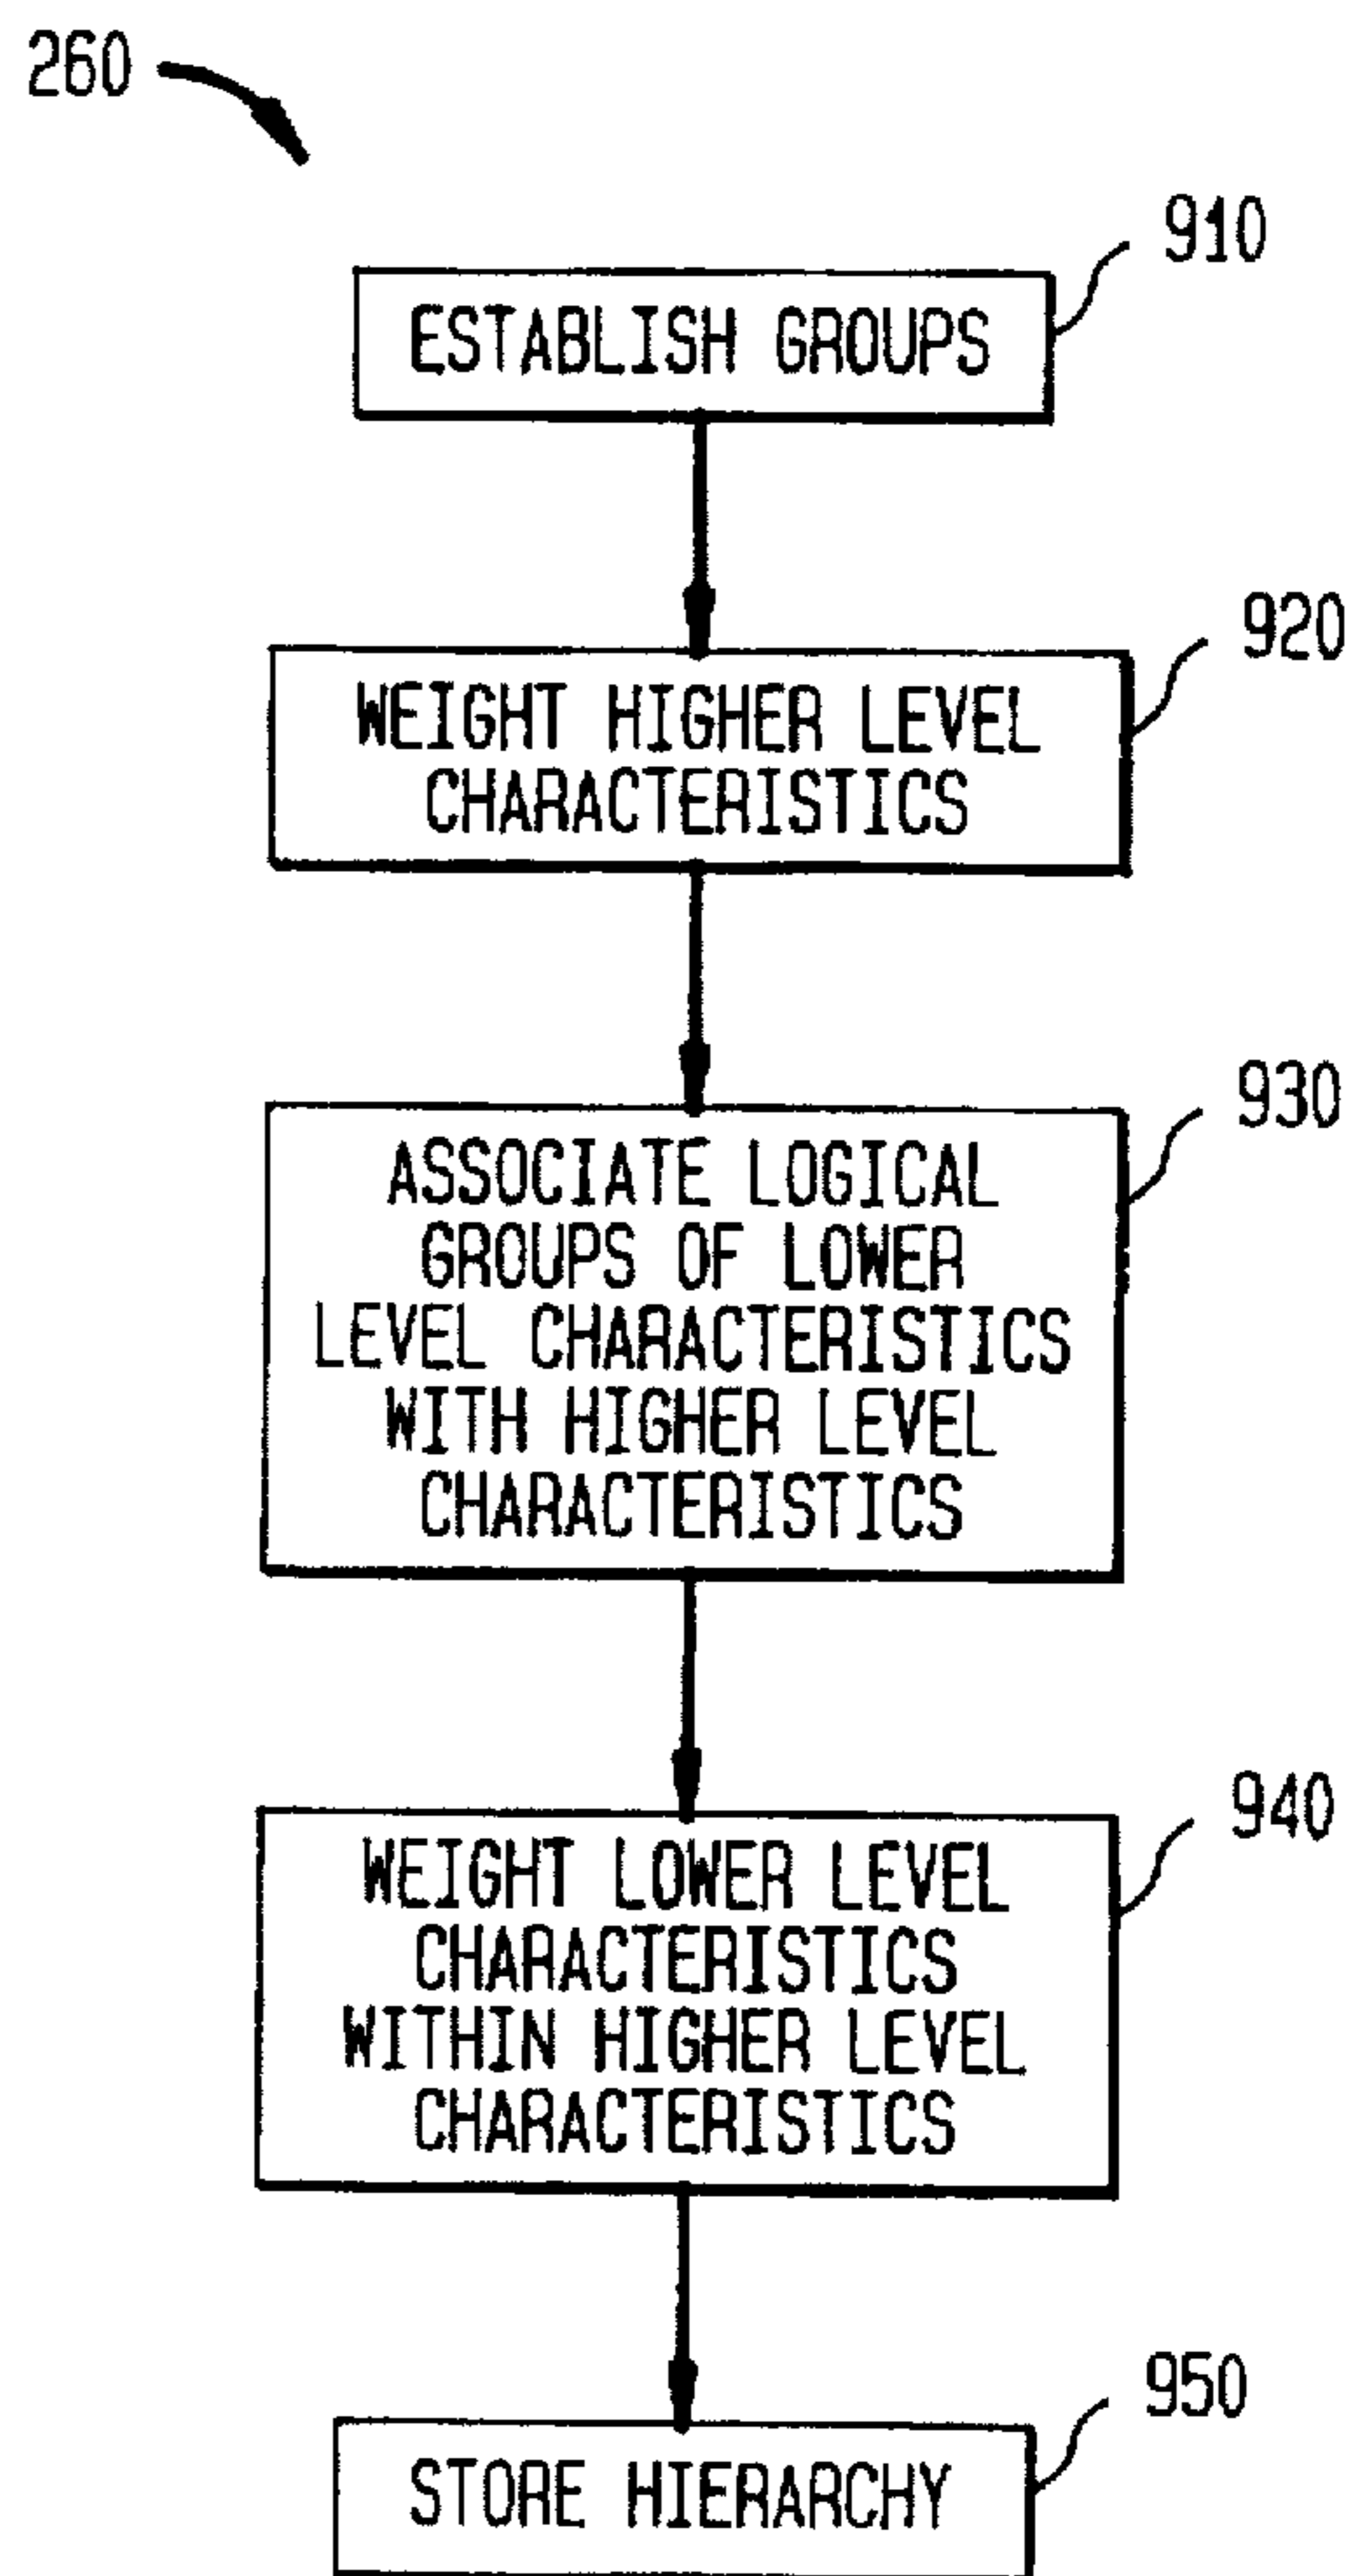 260
910
ESTABLISH GROUPS
920
WEIGHT HIGHER LEVEL
CHARACTERISTICS
930
ASSOCIATE LOGICAL
GROUPS OF LOWER
LEVEL CHARACTERISTICS
WITH HIGHER LEVEL
CHARACTERISTICS
940
WEIGHT LOWER LEVEL
CHARACTERISTICS
WITHIN HIGHER LEVEL
CHARACTERISTICS
950
STORE HIERARCHY